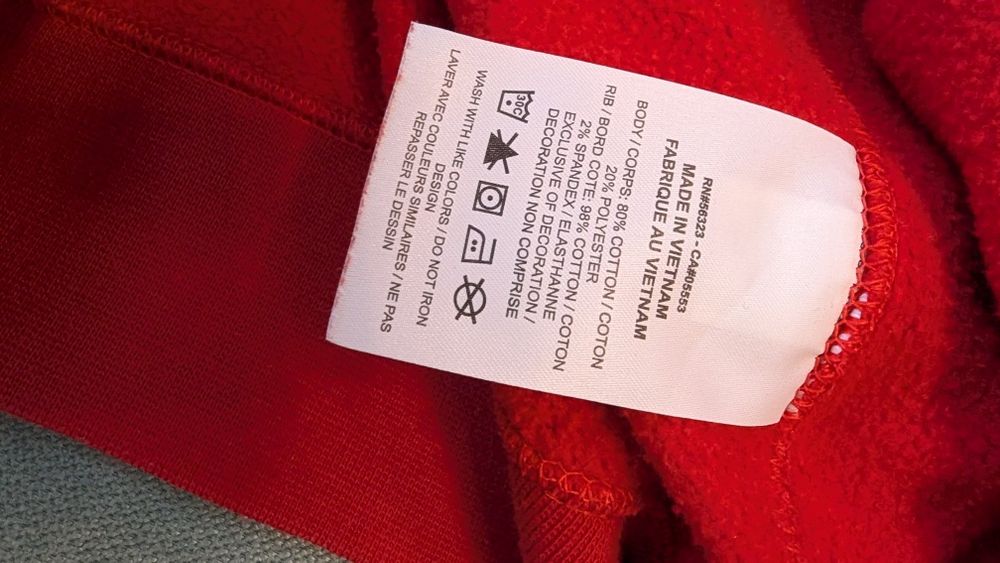 RN#56323 - CA#05553
MADE IN VIETNAM
FABRIQUE AU VIETNAM
BODY / CORPS: 80% COTTON / COTON
20% POLYESTER
RIB / BORD COTE: 98% COTTON / COTON
2% SPANDEX / ELASTHANNE
EXCLUSIVE OF DECORATION /
DECORATION NON COMPRISE
30C
WASH WITH LIKE COLORS / DO NOT IRON
DESIGN
LAVER AVEC COULEURS SIMILAIRES / NE PAS
REPASSER LE DESSIN